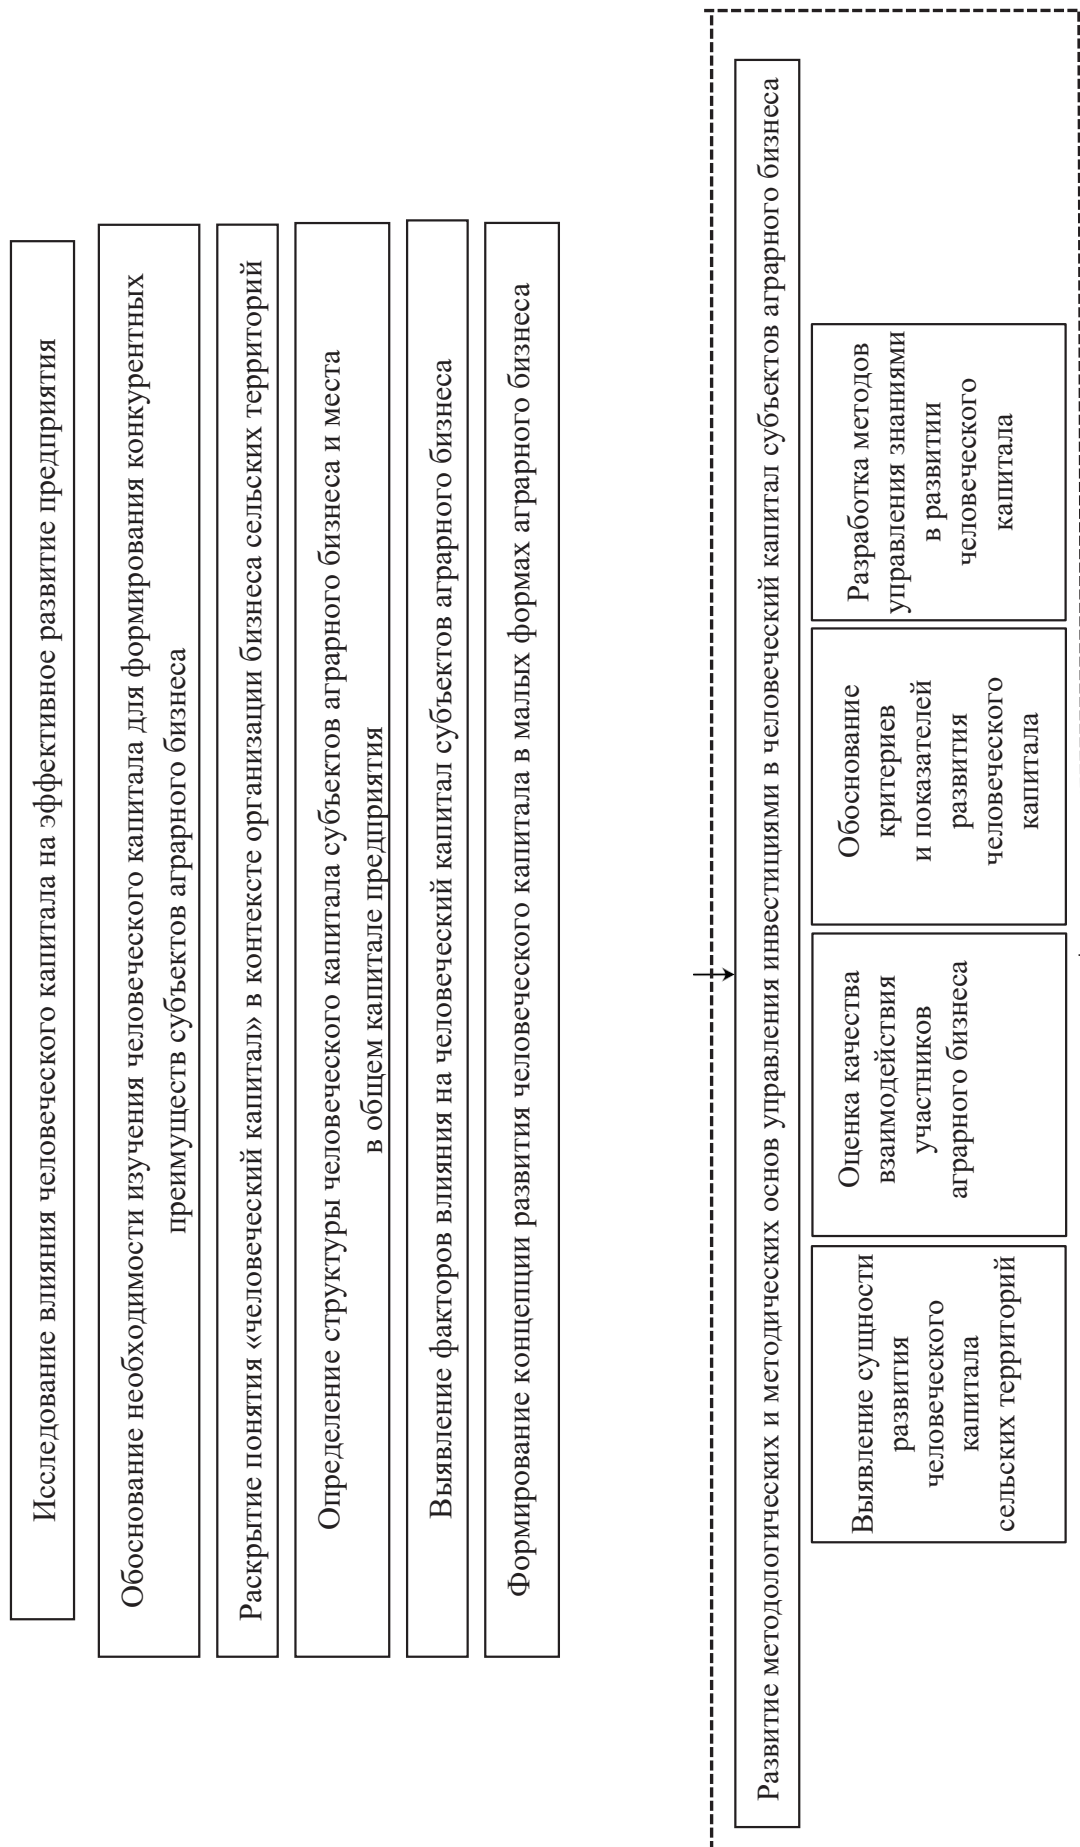 Исследование влияния человеческого капитала на эффективное развитие предприятия
Обоснование необходимости изучения человеческого капитала для формирования конкурентных
преимуществ субъектов аграрного бизнеса
Раскрытие понятия «человеческий капитал» в контексте организации бизнеса сельских территорий
Определение структуры человеческого капитала субъектов аграрного бизнеса и места
в общем капитале предприятия
Выявление факторов влияния на человеческий капитал субъектов аграрного бизнеса
Формирование концепции развития человеческого капитала в малых формах аграрного бизнеса
Развитие методологических и методических основ управления инвестициями в человеческий капитал субъектов аграрного бизнеса
Выявление сущности
развития
человеческого
капитала
сельских территорий
Оценка качества
взаимодействия
участников
аграрного бизнеса
Обоснование
критериев
и показателей
развития
человеческого
капитала
Разработка методов
управления знаниями
в развитии
человеческого
капитала